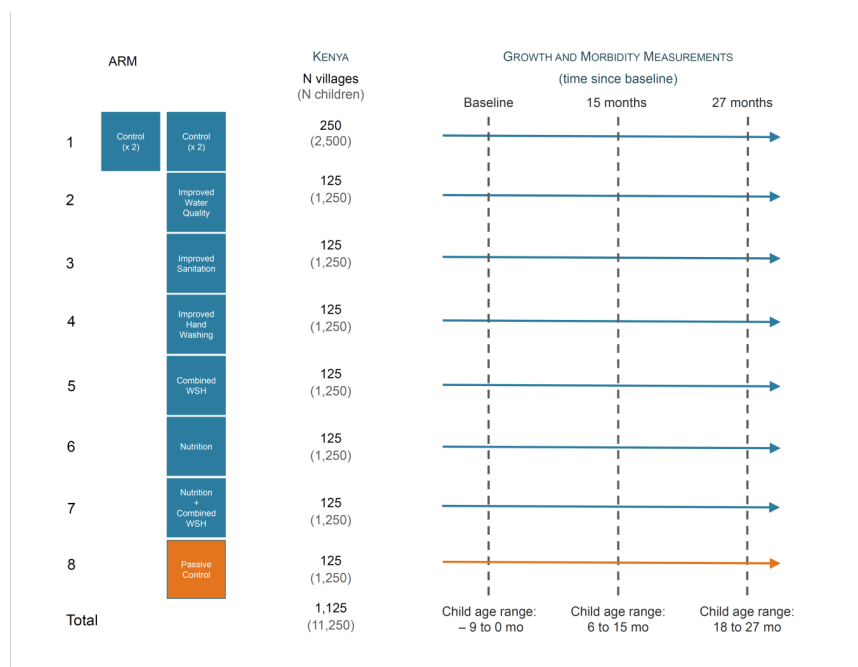 ARM
KENYA
N villages
(N children)
GROWTH AND MORBIDITY MEASUREMENTS
(time since baseline)
Baseline
15 months
27 months
1
Control
(x 2)
Control
(x 2)
250
(2,500)
2
Improved
Water
Quality
125
(1,250)
3
Improved
Sanitation
125
(1,250)
4
Improved
Hand
Washing
125
(1,250)
5
Combined
WSH
125
(1,250)
6
Nutrition
125
(1,250)
7
Nutrition
+
Combined
WSH
125
(1,250)
8
Passive
Control
125
(1,250)
Total
1,125
(11,250)
Child age range:
– 9 to 0 mo
Child age range:
6 to 15 mo
Child age range:
18 to 27 mo